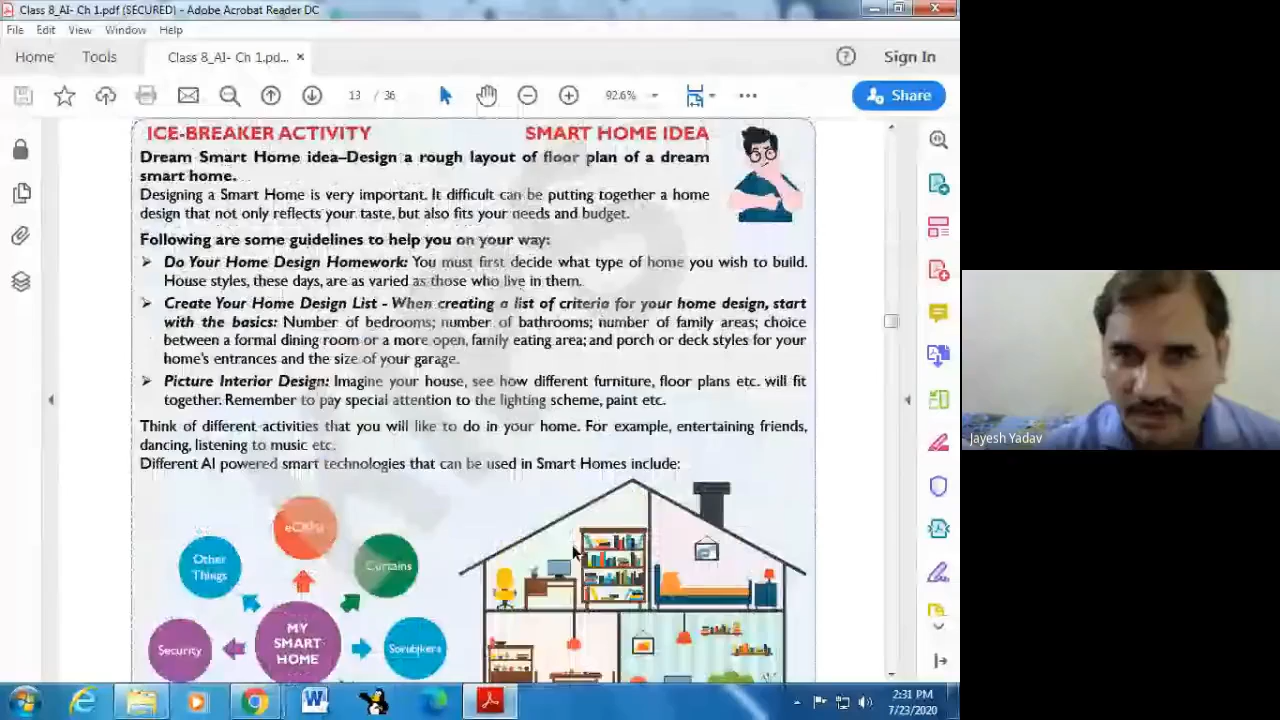 Class 8_AI- Ch 1.pdf (SECURED) - Adobe Acrobat Reader DC
File Edit View Window Help
Home Tools Class 8_AI- Ch 1.pd... × Sign In
13 / 36 92.6% Share
ICE-BREAKER ACTIVITY SMART HOME IDEA
Dream Smart Home idea–Design a rough layout of floor plan of a dream
smart home.
Designing a Smart Home is very important. It difficult can be putting together a home
design that not only reflects your taste, but also fits your needs and budget.
Following are some guidelines to help you on your way:
Do Your Home Design Homework: You must first decide what type of home you wish to build.
House styles, these days, are as varied as those who live in them.
Create Your Home Design List - When creating a list of criteria for your home design, start
with the basics: Number of bedrooms; number of bathrooms; number of family areas; choice
between a formal dining room or a more open, family eating area; and porch or deck styles for your
home's entrances and the size of your garage.
Picture Interior Design: Imagine your house, see how different furniture, floor plans etc. will fit
together. Remember to pay special attention to the lighting scheme, paint etc.
Think of different activities that you will like to do in your home. For example, entertaining friends,
dancing, listening to music etc.
Different AI powered smart technologies that can be used in Smart Homes include:
Other
Things
Curtains
Security
MY
SMART
HOME
Jayesh Yadav
2:31 PM
7/23/2020